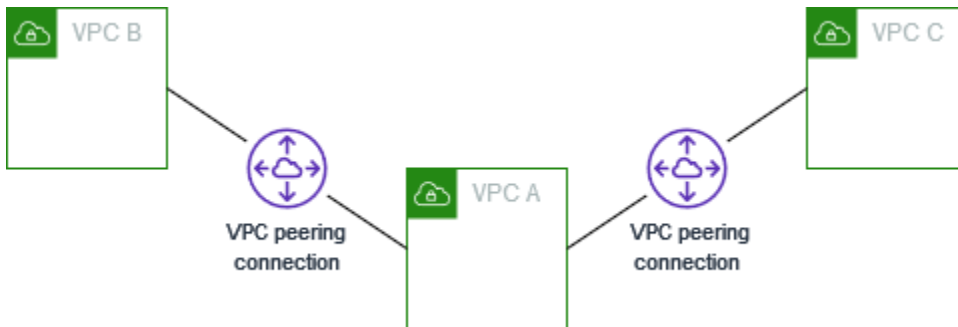 VPC B
VPC C
VPC A
VPC peering
connection
VPC peering
connection